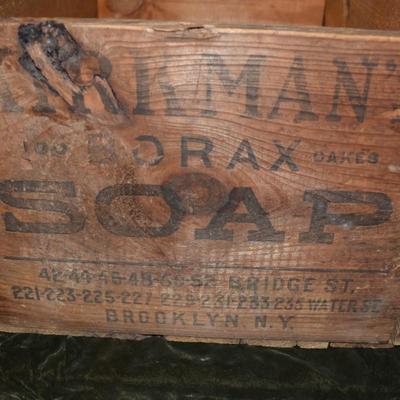 KIRKMAN'S
100 BORAX CAKES
SOAP
42-44-46-48-50-52 BRIDGE ST.
221-223-225-227 229-231-233-235 WATER ST.
BROOKLYN. N.Y.